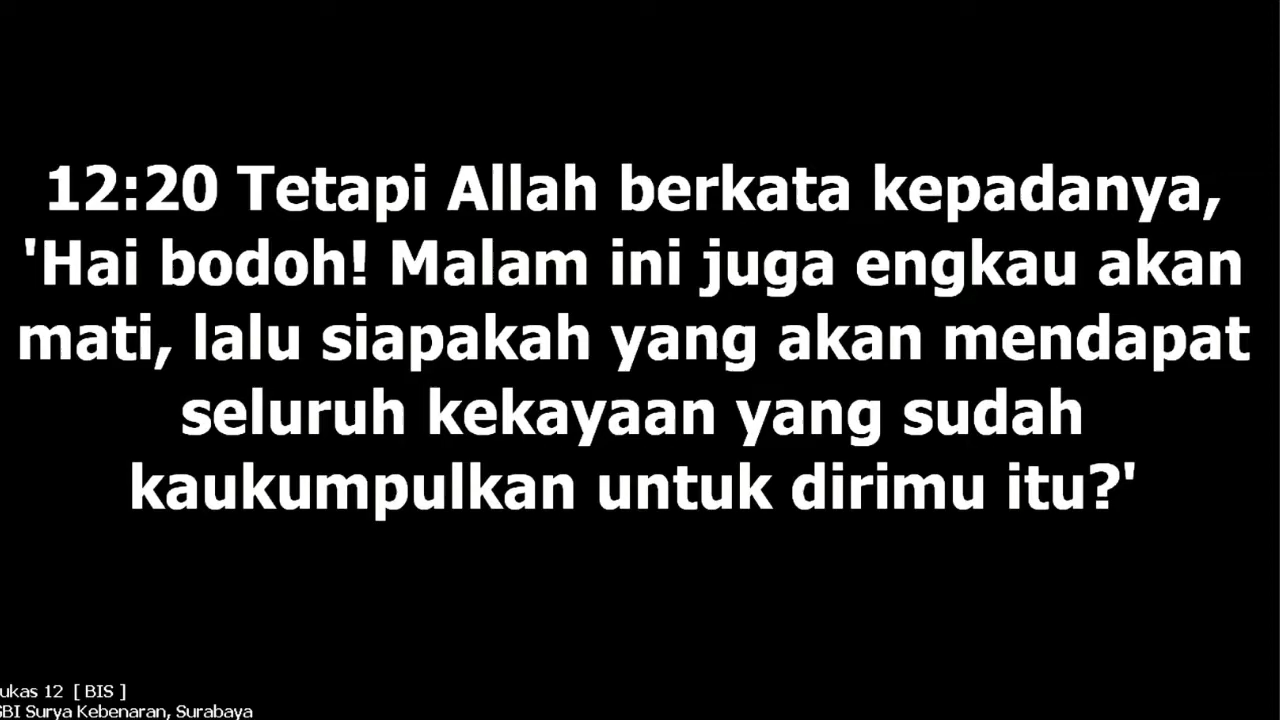 12:20 Tetapi Allah berkata kepadanya,
'Hai bodoh! Malam ini juga engkau akan
mati, lalu siapakah yang akan mendapat
seluruh kekayaan yang sudah
kaukumpulkan untuk dirimu itu?'
ukas 12 [ BIS ]
GBI Surya Kebenaran, Surabaya